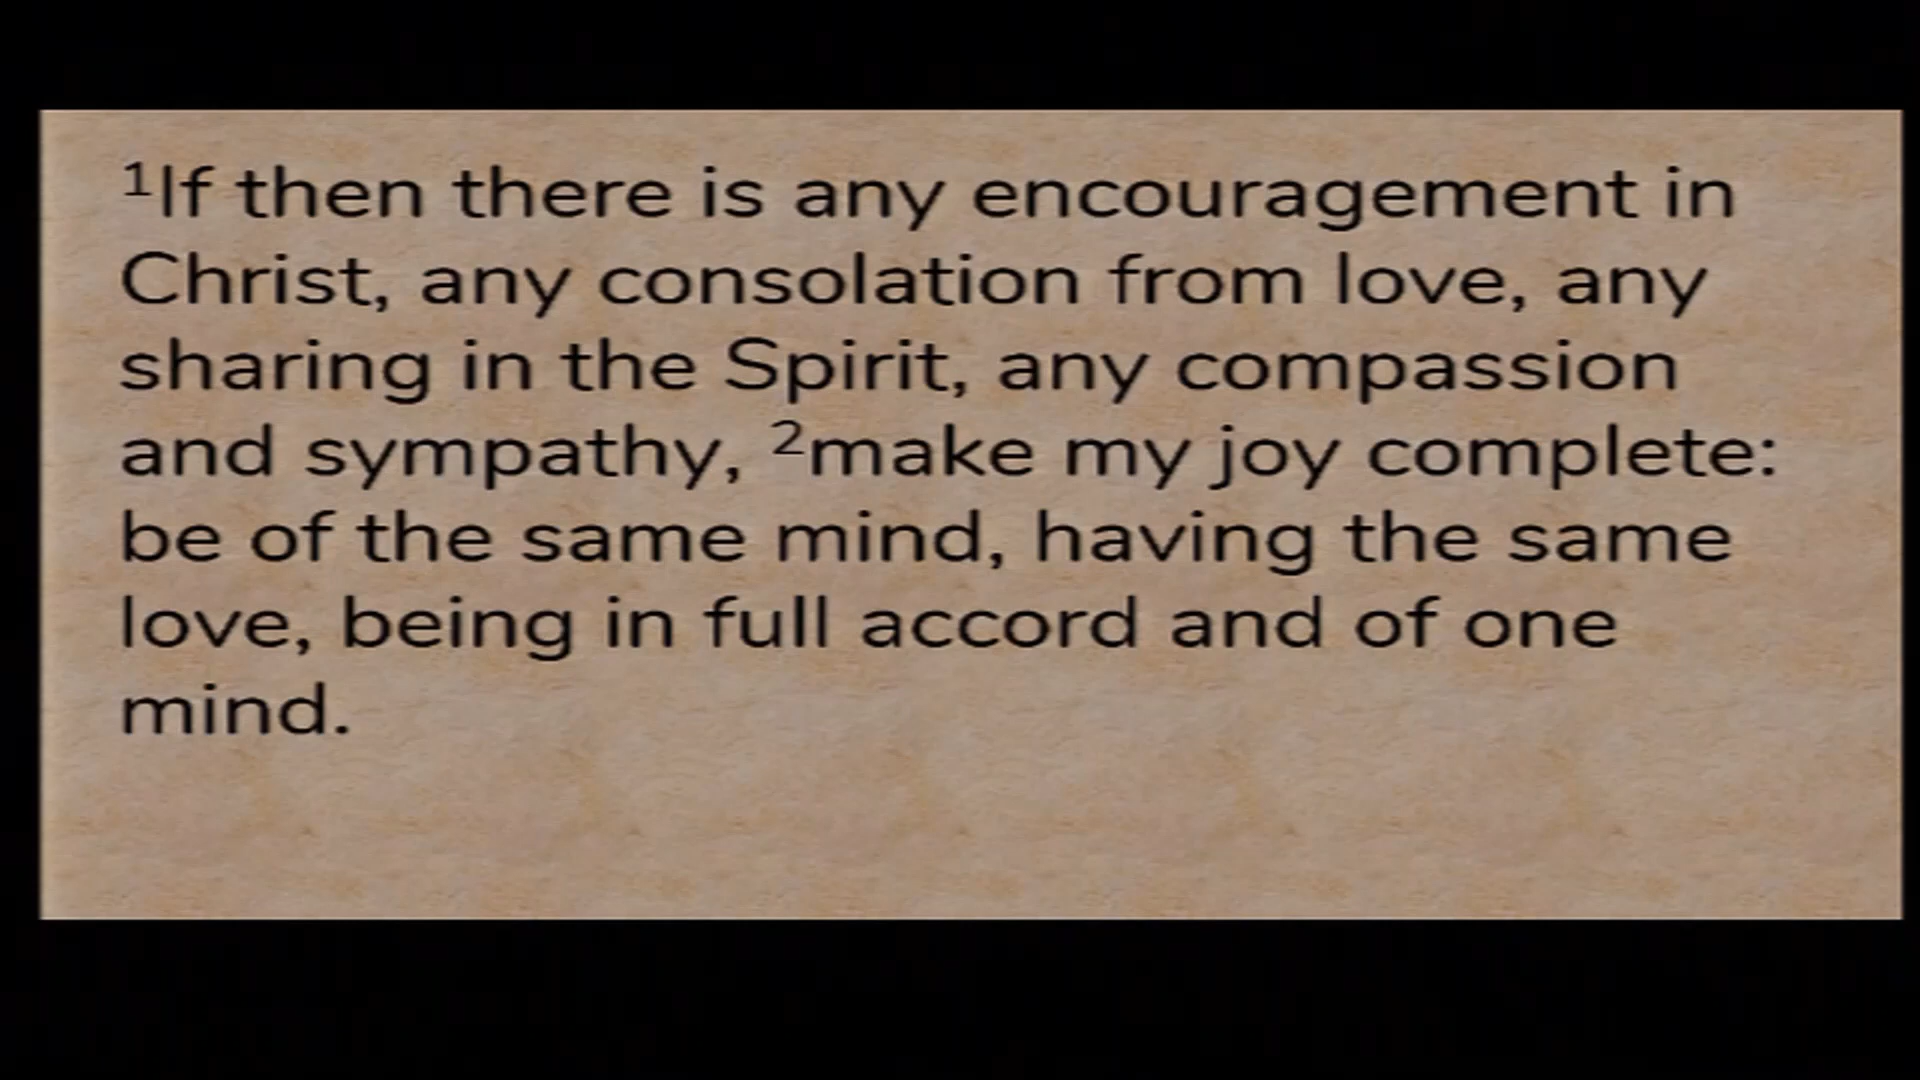 ¹If then there is any encouragement in
Christ, any consolation from love, any
sharing in the Spirit, any compassion
and sympathy, ²make my joy complete:
be of the same mind, having the same
love, being in full accord and of one
mind.